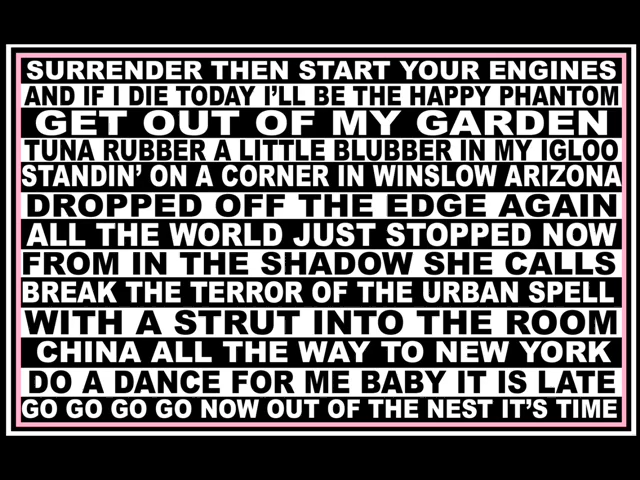 SURRENDER THEN START YOUR ENGINES
AND IF I DIE TODAY I'LL BE THE HAPPY PHANTOM
GET OUT OF MY GARDEN
TUNA RUBBER A LITTLE BLUBBER IN MY IGLOO
STANDIN' ON A CORNER IN WINSLOW ARIZONA
DROPPED OFF THE EDGE AGAIN
ALL THE WORLD JUST STOPPED NOW
FROM IN THE SHADOW SHE CALLS
BREAK THE TERROR OF THE URBAN SPELL
WITH A STRUT INTO THE ROOM
CHINA ALL THE WAY TO NEW YORK
DO A DANCE FOR ME BABY IT IS LATE
GO GO GO GO NOW OUT OF THE NEST IT'S TIME